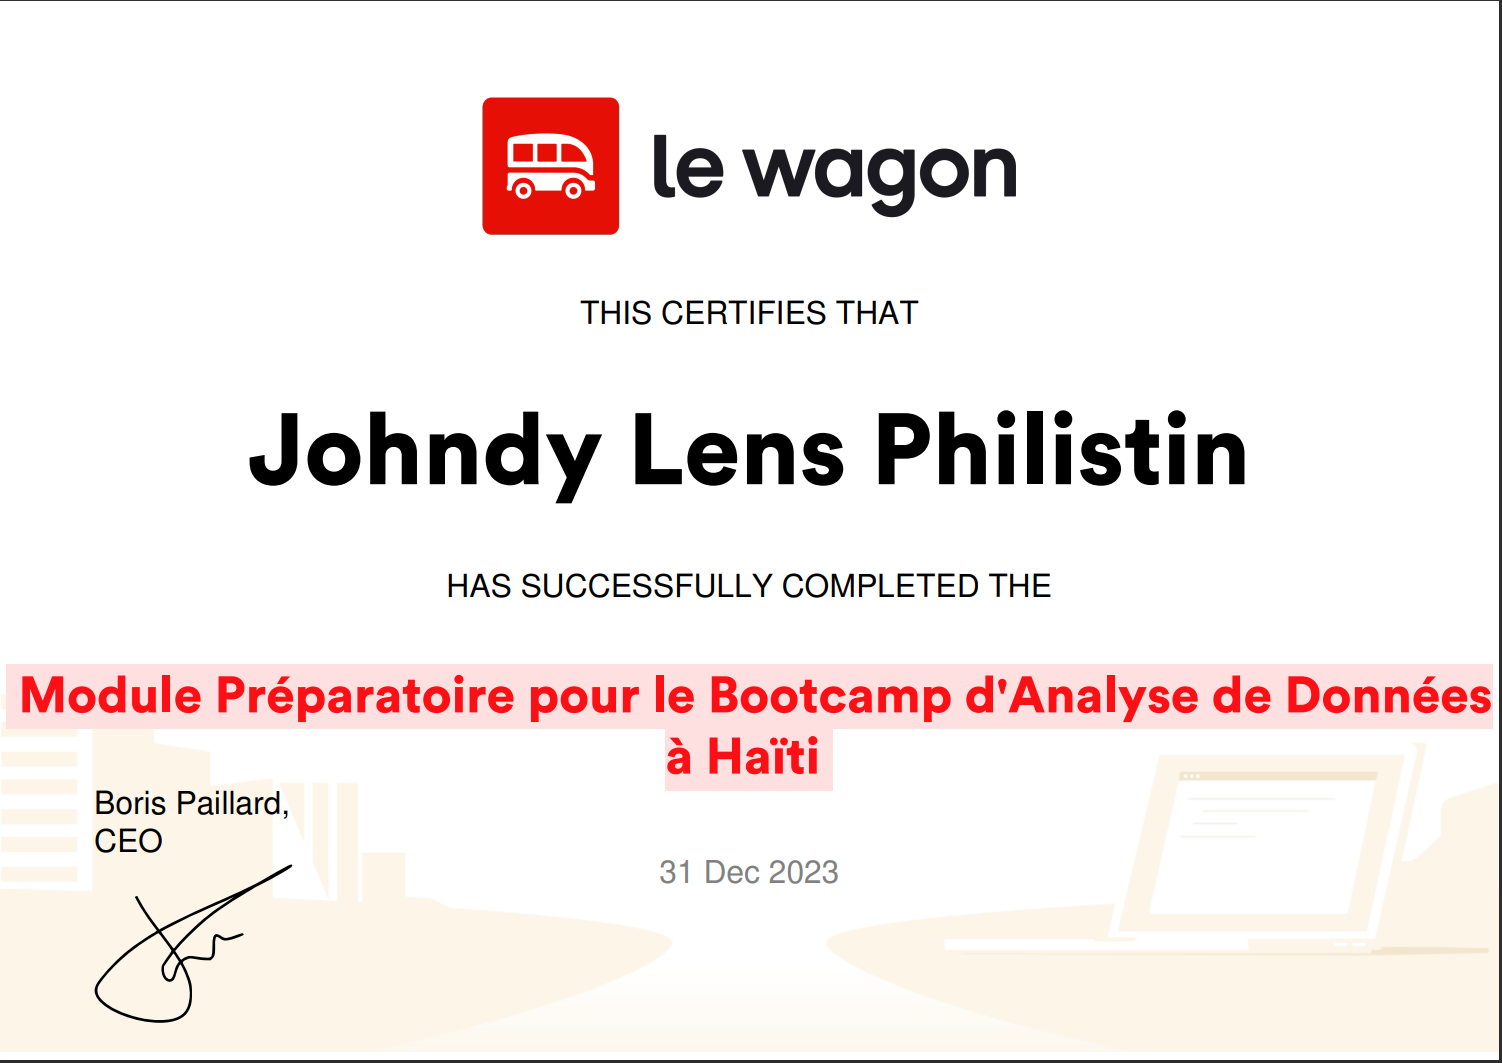 le wagon
THIS CERTIFIES THAT
Johndy Lens Philistin
HAS SUCCESSFULLY COMPLETED THE
Module Préparatoire pour le Bootcamp d'Analyse de Données
à Haïti
Boris Paillard,
CEO
31 Dec 2023